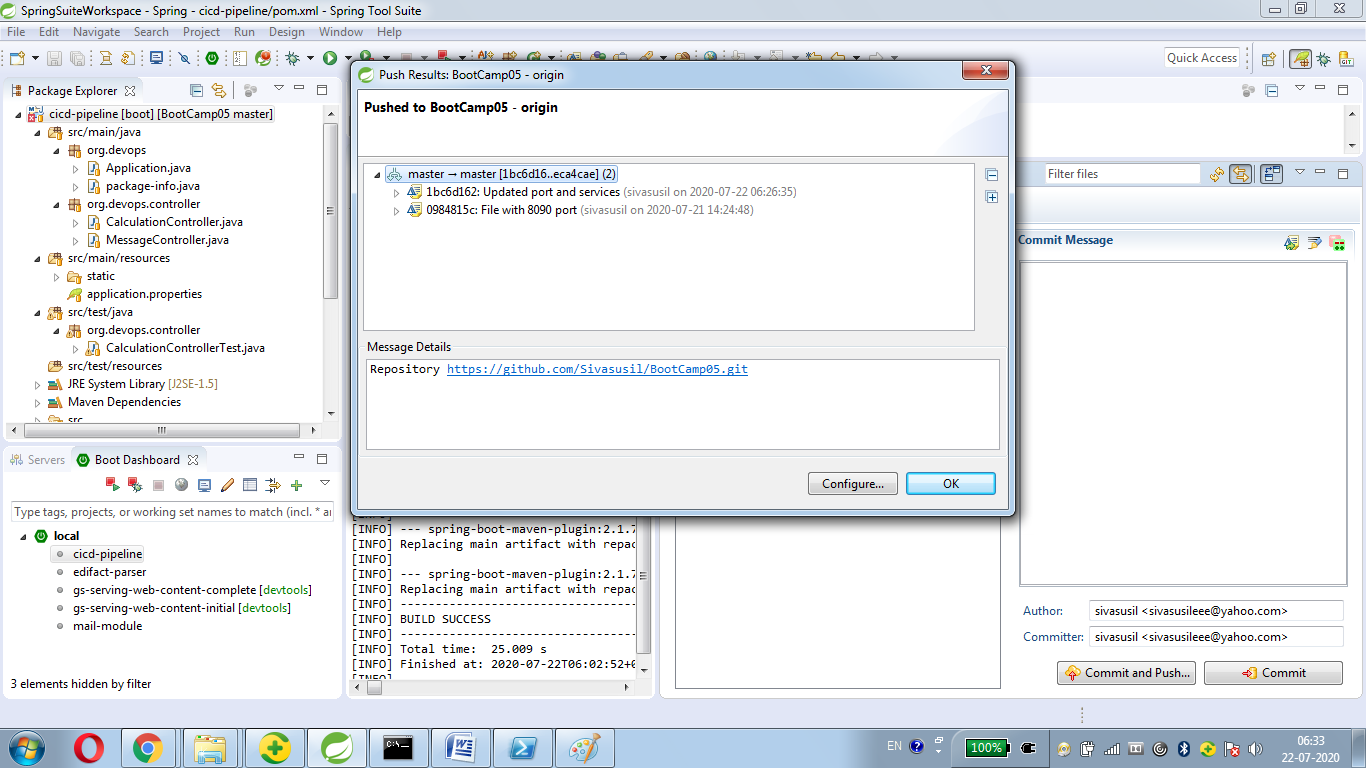 SpringSuiteWorkspace - Spring - cicd-pipeline/pom.xml - Spring Tool Suite
File Edit Navigate Search Project Run Design Window Help
Quick Access
Package Explorer
cicd-pipeline [boot] [BootCamp05 master]
src/main/java
org.devops
Application.java
package-info.java
org.devops.controller
CalculationController.java
MessageController.java
src/main/resources
static
application.properties
src/test/java
org.devops.controller
CalculationControllerTest.java
src/test/resources
JRE System Library [J2SE-1.5]
Maven Dependencies
src
Servers Boot Dashboard
Type tags, projects, or working set names to match (incl. * a
local
cicd-pipeline
edifact-parser
gs-serving-web-content-complete [devtools]
gs-serving-web-content-initial [devtools]
mail-module
3 elements hidden by filter
Push Results: BootCamp05 - origin
Pushed to BootCamp05 - origin
master → master [1bc6d16..eca4cae] (2)
1bc6d162: Updated port and services (sivasusil on 2020-07-22 06:26:35)
0984815c: File with 8090 port (sivasusil on 2020-07-21 14:24:48)
Message Details
Repository https://github.com/Sivasusil/BootCamp05.git
Configure... OK
[INFO] --- spring-boot-maven-plugin:2.1.7
[INFO] Replacing main artifact with repac
[INFO]
[INFO] --- spring-boot-maven-plugin:2.1.7
[INFO] Replacing main artifact with repac
[INFO] ----------------------------------
[INFO] BUILD SUCCESS
[INFO] ----------------------------------
[INFO] Total time: 25.009 s
[INFO] Finished at: 2020-07-22T06:02:52+0
Filter files
Commit Message
Author: sivasusil <sivasusileee@yahoo.com>
Committer: sivasusil <sivasusileee@yahoo.com>
Commit and Push... Commit
EN 100% 06:33
22-07-2020